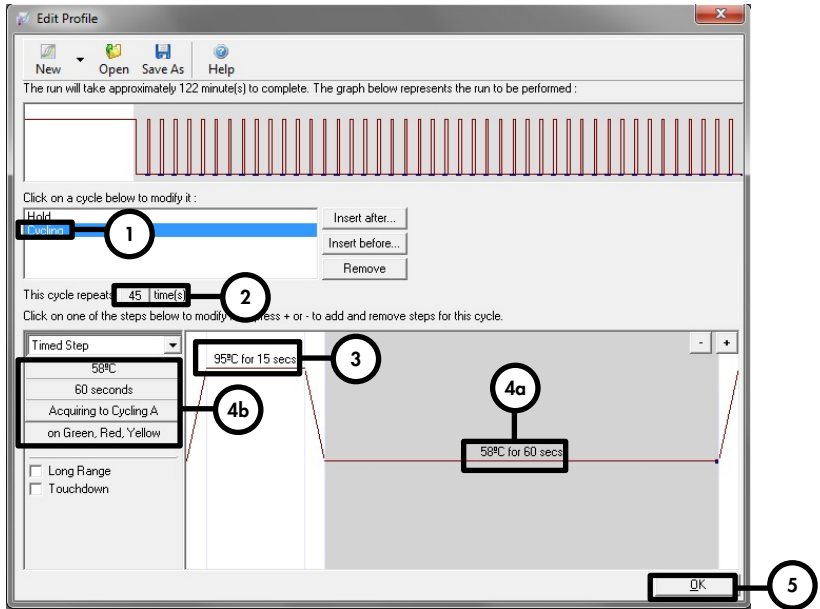 Edit Profile
New Open Save As Help
The run will take approximately 122 minute(s) to complete. The graph below represents the run to be performed :
Click on a cycle below to modify it :
Hold
Cycling
1
Insert after...
Insert before...
Remove
This cycle repeats 45 time(s)
2
Click on one of the steps below to modify press + or - to add and remove steps for this cycle.
Timed Step
- +
95ºC for 15 secs
3
58ºC
60 seconds
Acquiring to Cycling A
on Green, Red, Yellow
4b
4a
58ºC for 60 secs
Long Range
Touchdown
OK
5